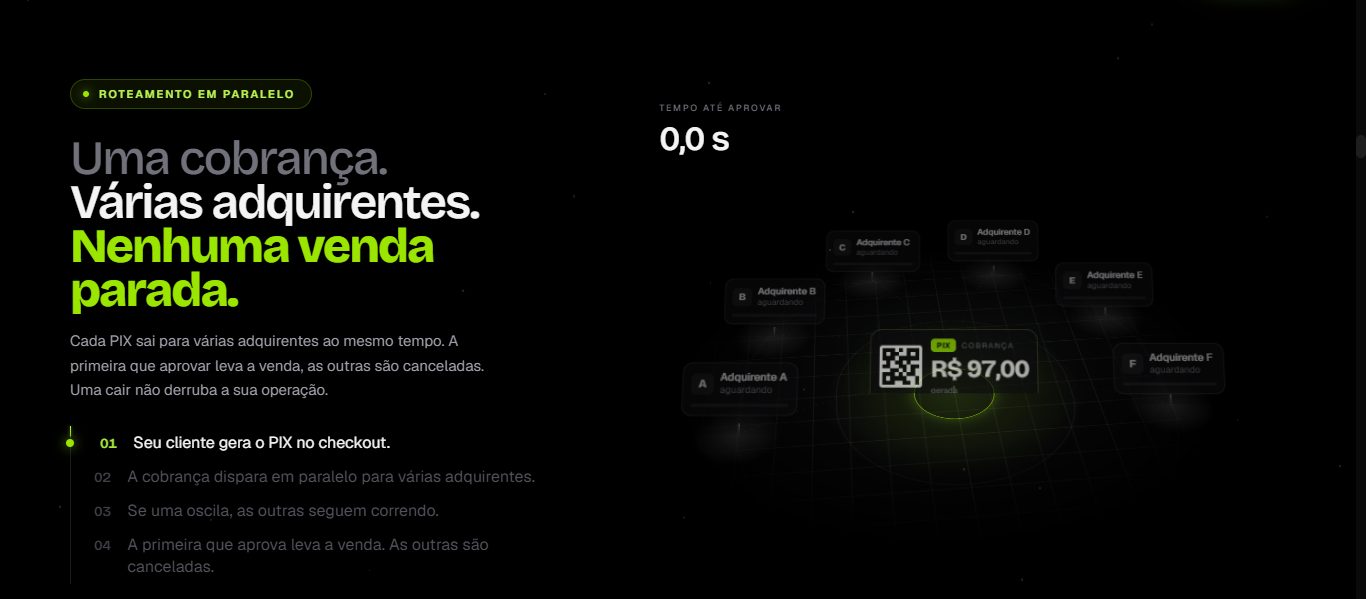 ROTEAMENTO EM PARALELO
Uma cobrança.
Várias adquirentes.
Nenhuma venda
parada.
Cada PIX sai para várias adquirentes ao mesmo tempo. A
primeira que aprovar leva a venda, as outras são canceladas.
Uma cair não derruba a sua operação.
01 Seu cliente gera o PIX no checkout.
02 A cobrança dispara em paralelo para várias adquirentes.
03 Se uma oscila, as outras seguem correndo.
04 A primeira que aprova leva a venda. As outras são
canceladas.
TEMPO ATÉ APROVAR
0,0 s
C Adquirente C
aguardando
D Adquirente D
aguardando
B Adquirente B
aguardando
E Adquirente E
aguardando
A Adquirente A
aguardando
PIX COBRANÇA
R$ 97,00
gerada
F Adquirente F
aguardando